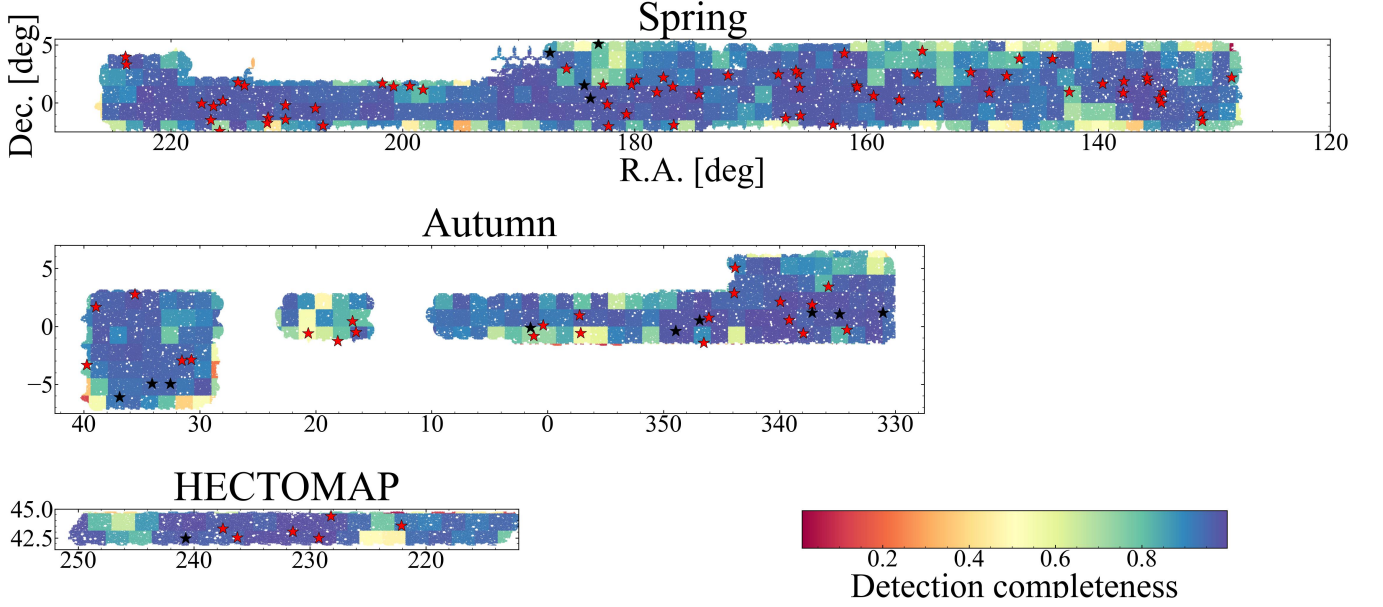 Spring
Dec. [deg]
5
0
220 200 180 160 140 120
R.A. [deg]
Autumn
5
0
−5
40 30 20 10 0 350 340 330
HECTOMAP
45.0
42.5
250 240 230 220
0.2 0.4 0.6 0.8
Detection completeness